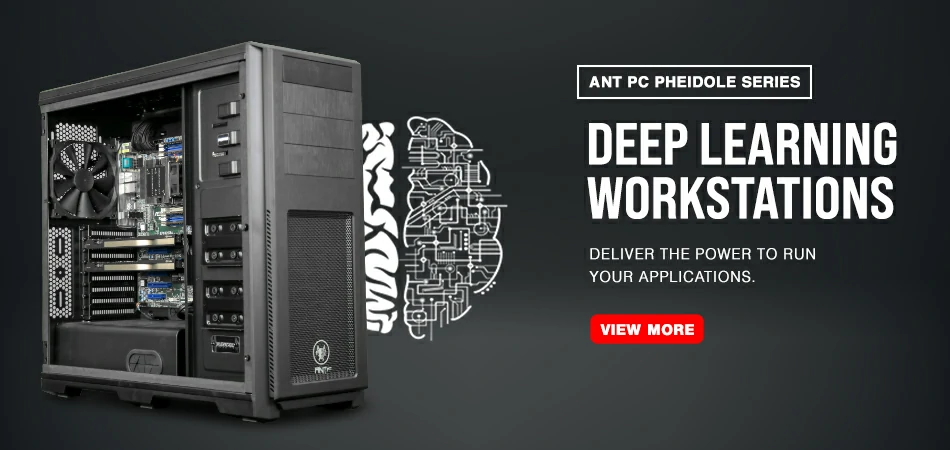 ANT PC PHEIDOLE SERIES
DEEP LEARNING
WORKSTATIONS
DELIVER THE POWER TO RUN
YOUR APPLICATIONS.
VIEW MORE